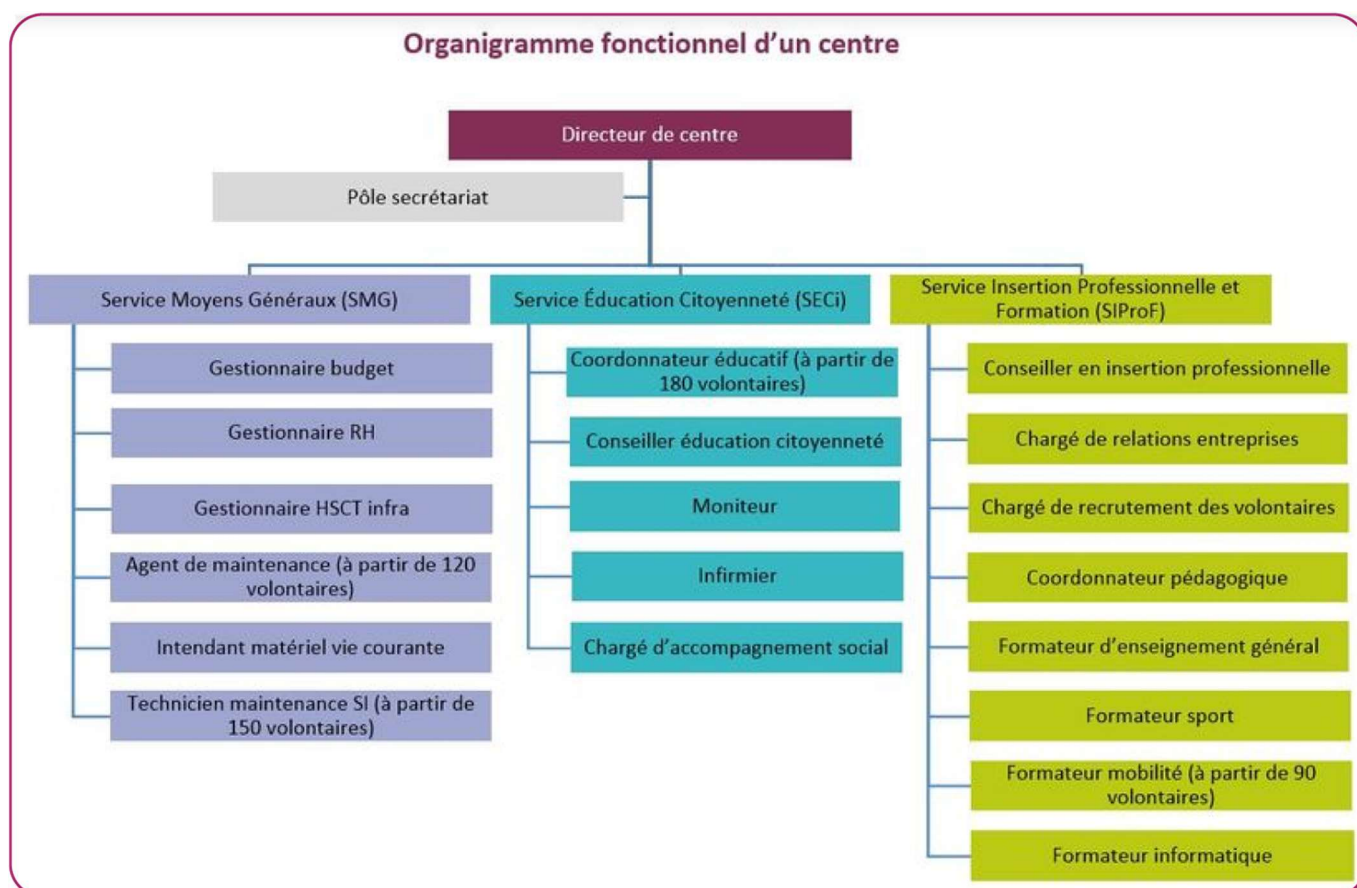 Organigramme fonctionnel d'un centre
Directeur de centre
Pôle secrétariat
Service Moyens Généraux (SMG)
Gestionnaire budget
Gestionnaire RH
Gestionnaire HSCT infra
Agent de maintenance (à partir de 120
volontaires)
Intendant matériel vie courante
Technicien maintenance SI (à partir de
150 volontaires)
Service Éducation Citoyenneté (SECi)
Coordonnateur éducatif (à partir de
180 volontaires)
Conseiller éducation citoyenneté
Moniteur
Infirmier
Chargé d'accompagnement social
Service Insertion Professionnelle et
Formation (SIProF)
Conseiller en insertion professionnelle
Chargé de relations entreprises
Chargé de recrutement des volontaires
Coordonnateur pédagogique
Formateur d'enseignement général
Formateur sport
Formateur mobilité (à partir de 90
volontaires)
Formateur informatique